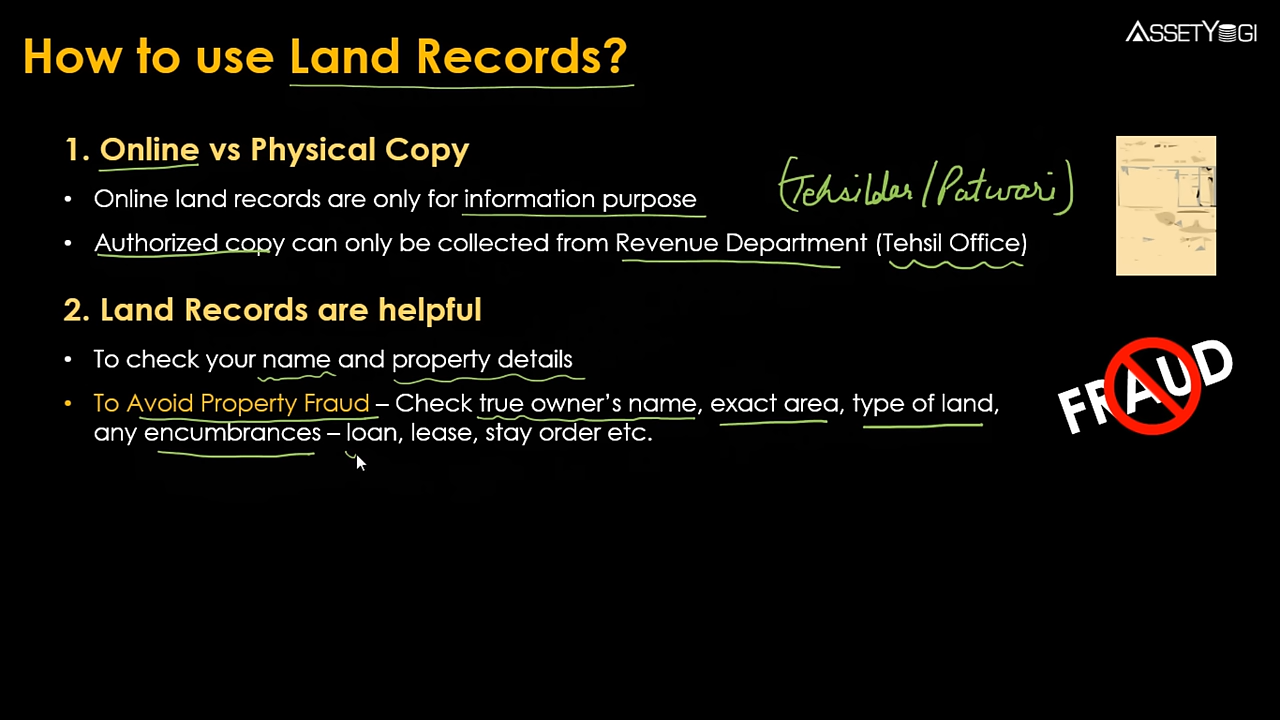 ASSETYOGI
How to use Land Records?
1. Online vs Physical Copy
• Online land records are only for information purpose
(Tehsildar/Patwari)
• Authorized copy can only be collected from Revenue Department (Tehsil Office)
2. Land Records are helpful
• To check your name and property details
• To Avoid Property Fraud – Check true owner's name, exact area, type of land,
any encumbrances – loan, lease, stay order etc.
FRAUD